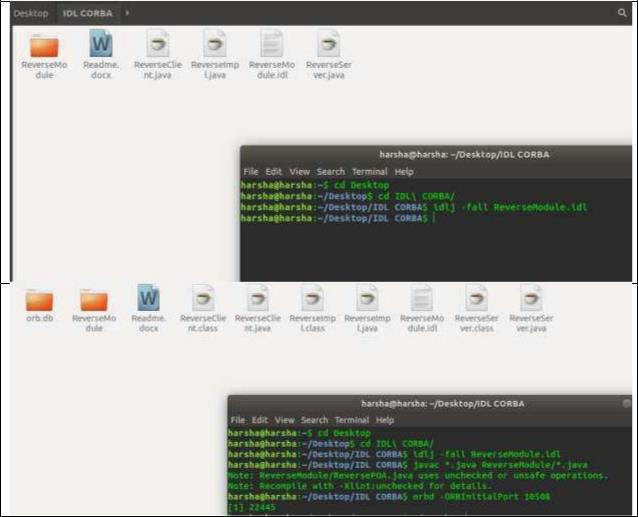 Desktop IDL CORBA
ReverseMo
dule
Readme.
docx
ReverseClie
nt.java
ReverseImp
l.java
ReverseMo
dule.idl
ReverseSer
ver.java
harsha@harsha: ~/Desktop/IDL CORBA
File Edit View Search Terminal Help
harsha@harsha:~$ cd Desktop
harsha@harsha:~/Desktop$ cd IDL\ CORBA/
harsha@harsha:~/Desktop/IDL CORBA$ idlj -fall ReverseModule.idl
harsha@harsha:~/Desktop/IDL CORBA$
orb.db
ReverseMo
dule
Readme.
docx
ReverseClie
nt.class
ReverseClie
nt.java
ReverseImp
l.class
ReverseImp
l.java
ReverseMo
dule.idl
ReverseSer
ver.class
ReverseSer
ver.java
harsha@harsha: ~/Desktop/IDL CORBA
File Edit View Search Terminal Help
harsha@harsha:~$ cd Desktop
harsha@harsha:~/Desktop$ cd IDL\ CORBA/
harsha@harsha:~/Desktop/IDL CORBA$ idlj -fall ReverseModule.idl
harsha@harsha:~/Desktop/IDL CORBA$ javac *.java ReverseModule/*.java
Note: ReverseModule/ReversePOA.java uses unchecked or unsafe operations.
Note: Recompile with -Xlint:unchecked for details.
harsha@harsha:~/Desktop/IDL CORBA$ orbd -ORBInitialPort 1050&
[1] 22445